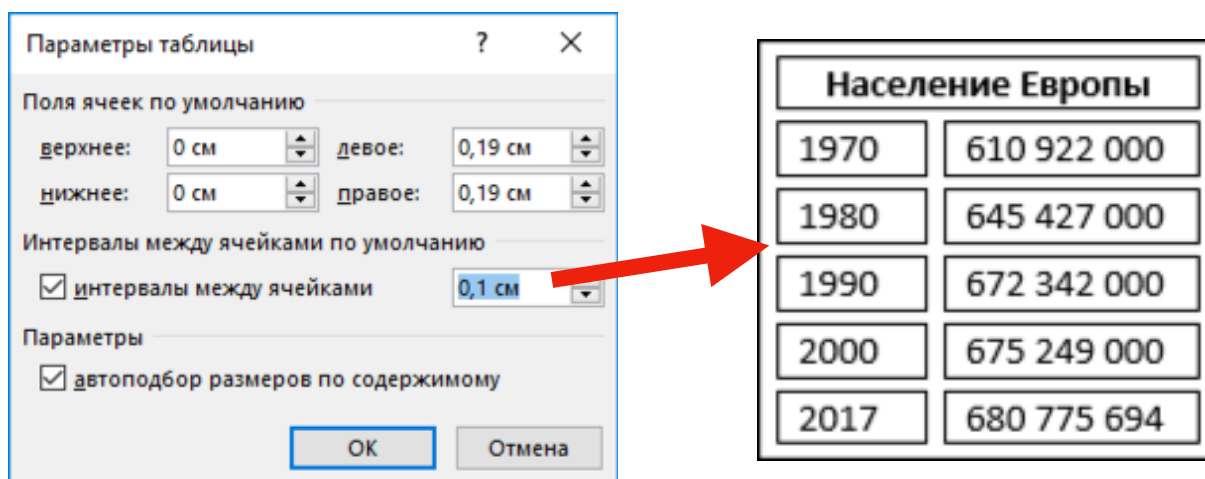 Параметры таблицы ?
Поля ячеек по умолчанию
верхнее: 0 см левое: 0,19 см
нижнее: 0 см правое: 0,19 см
Интервалы между ячейками по умолчанию
интервалы между ячейками 0,1 см
Параметры
автоподбор размеров по содержимому
ОК Отмена
Население Европы
1970 610 922 000
1980 645 427 000
1990 672 342 000
2000 675 249 000
2017 680 775 694